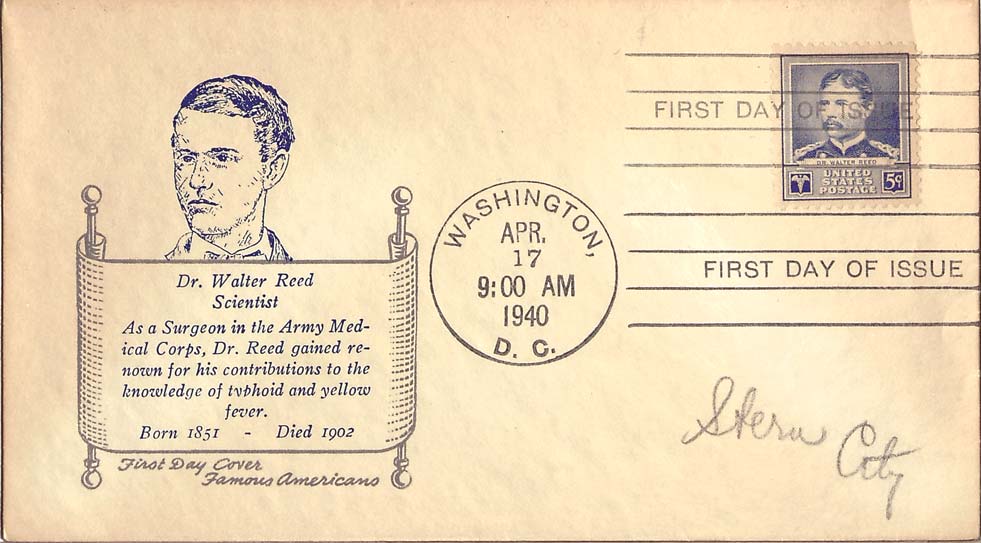 Dr. Walter Reed
Scientist
As a Surgeon in the Army Med-
ical Corps, Dr. Reed gained re-
nown for his contributions to the
knowledge of typhoid and yellow
fever.
Born 1851 - Died 1902
First Day Cover
Famous Americans
WASHINGTON,
APR.
17
9:00 AM
1940
D. C.
FIRST DAY OF ISSUE
DR. WALTER REED
UNITED
STATES
POSTAGE
5¢
FIRST DAY OF ISSUE
Stern
City